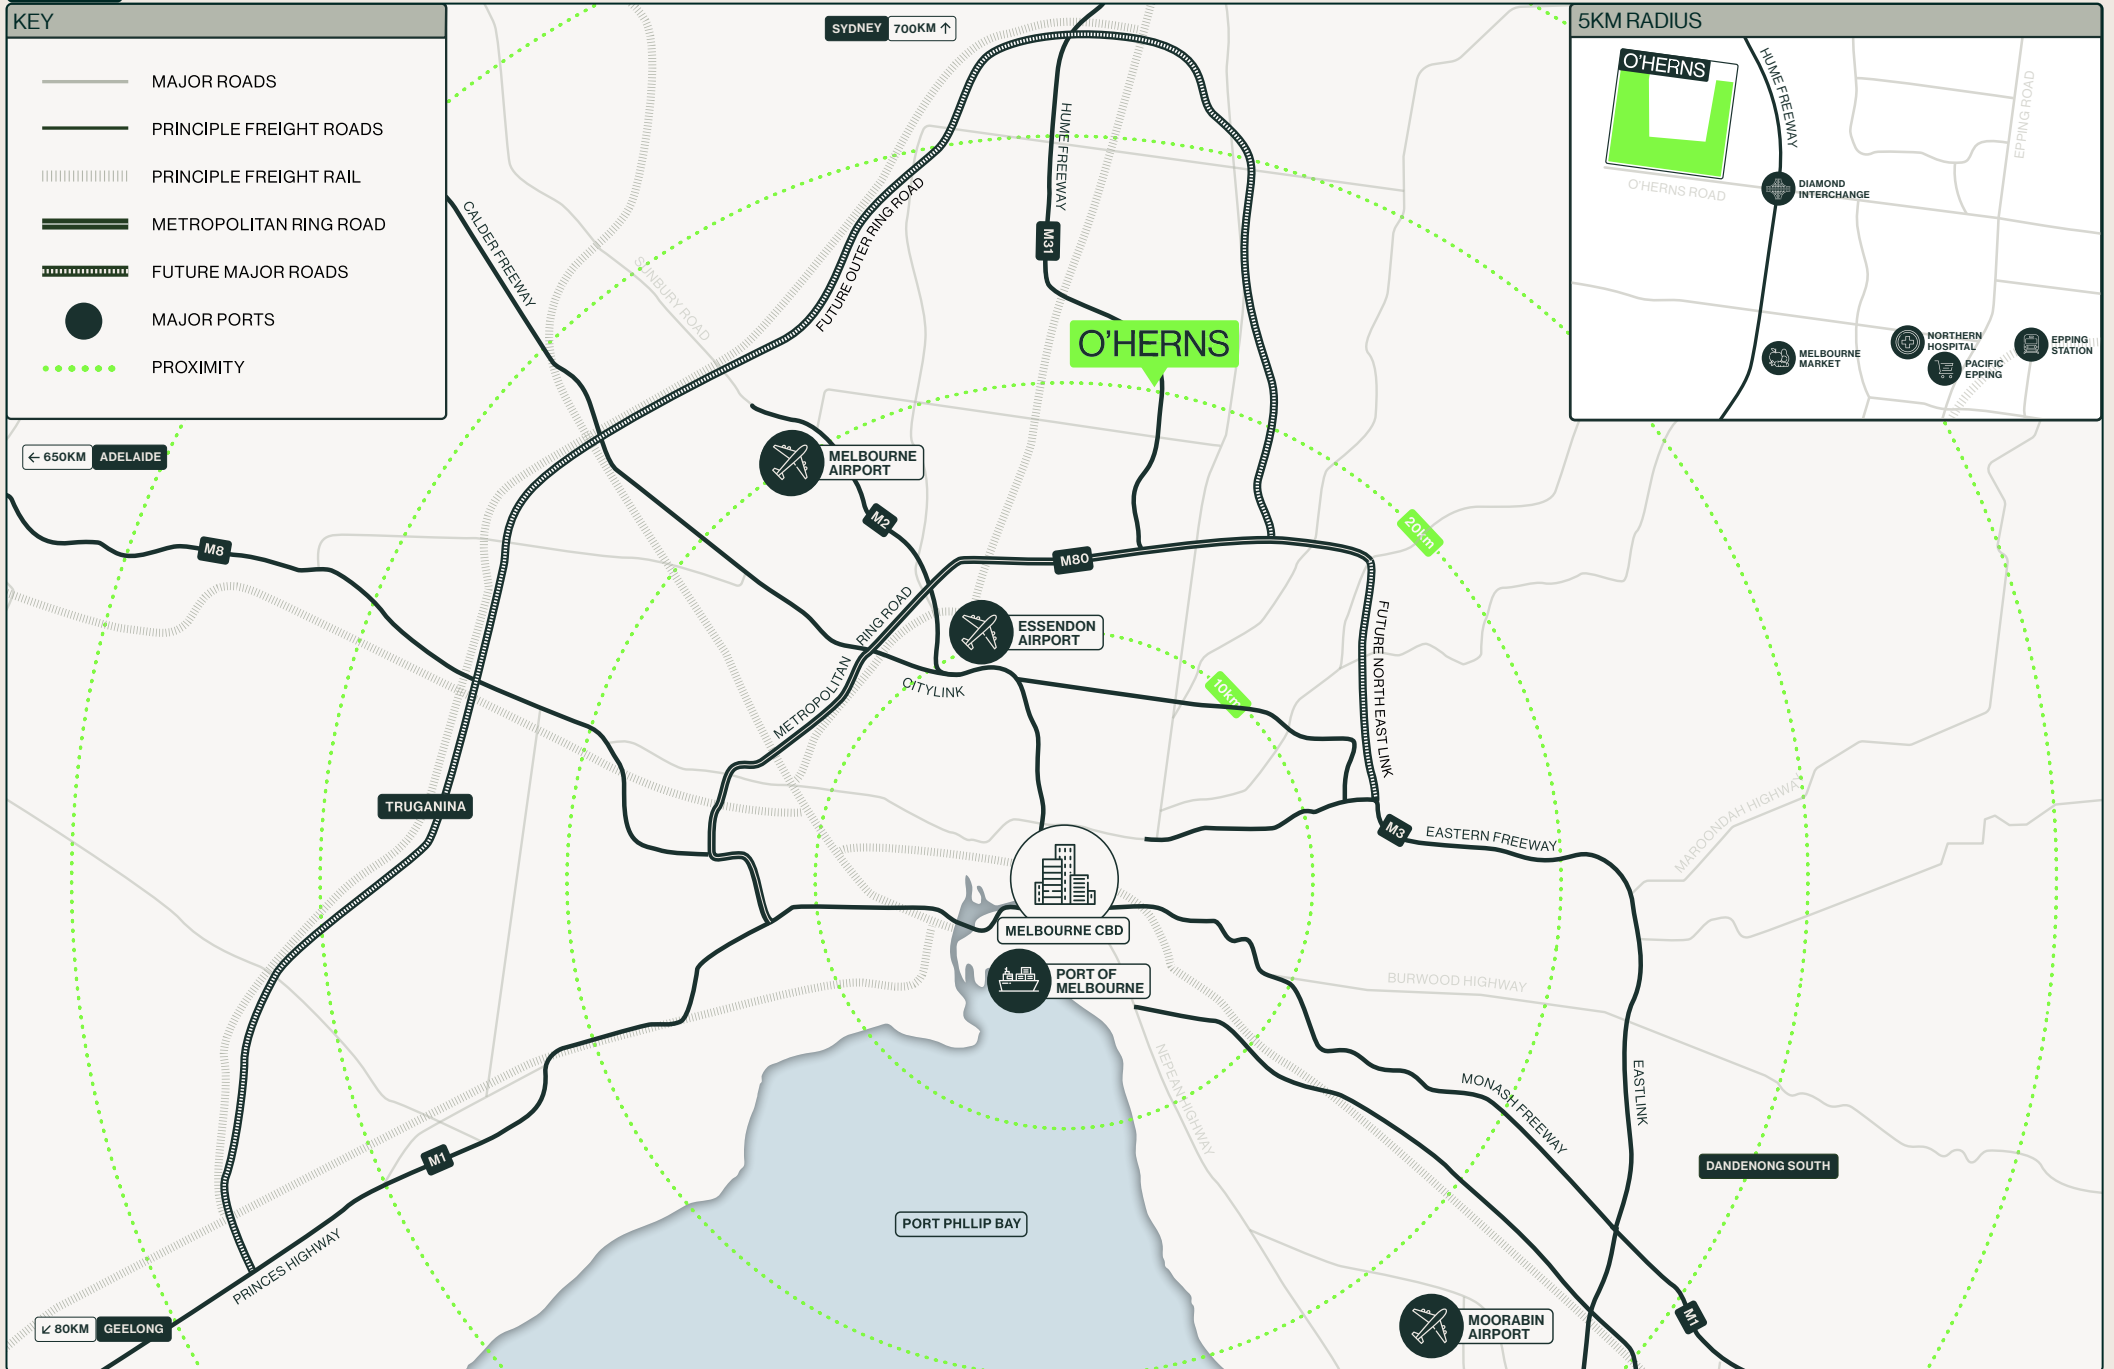 KEY
MAJOR ROADS
PRINCIPLE FREIGHT ROADS
PRINCIPLE FREIGHT RAIL
METROPOLITAN RING ROAD
FUTURE MAJOR ROADS
MAJOR PORTS
PROXIMITY
SYDNEY 700KM ↑
5KM RADIUS
O'HERNS
HUME FREEWAY
EPPING ROAD
O'HERNS ROAD
DIAMOND
INTERCHANGE
MELBOURNE
MARKET
NORTHERN
HOSPITAL
PACIFIC
EPPING
EPPING
STATION
CALDER FREEWAY
SUNBURY ROAD
FUTURE OUTER RING ROAD
HUME FREEWAY
M31
O'HERNS
← 650KM ADELAIDE
MELBOURNE
AIRPORT
M2
M8
M80
20km
ESSENDON
AIRPORT
METROPOLITAN RING ROAD
CITYLINK
10km
FUTURE NORTH EAST LINK
TRUGANINA
M3
EASTERN FREEWAY
MAROONDAH HIGHWAY
MELBOURNE CBD
PORT OF
MELBOURNE
BURWOOD HIGHWAY
NEPEAN HIGHWAY
MONASH FREEWAY
EASTLINK
M1
DANDENONG SOUTH
PORT PHLLIP BAY
PRINCES HIGHWAY
↙ 80KM GEELONG
MOORABIN
AIRPORT
M1